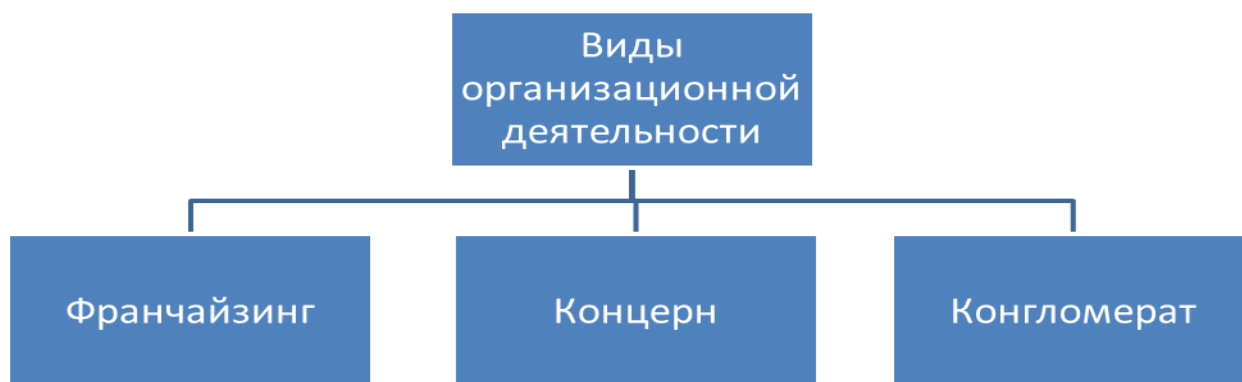 Виды
организационной
деятельности
Франчайзинг
Концерн
Конгломерат